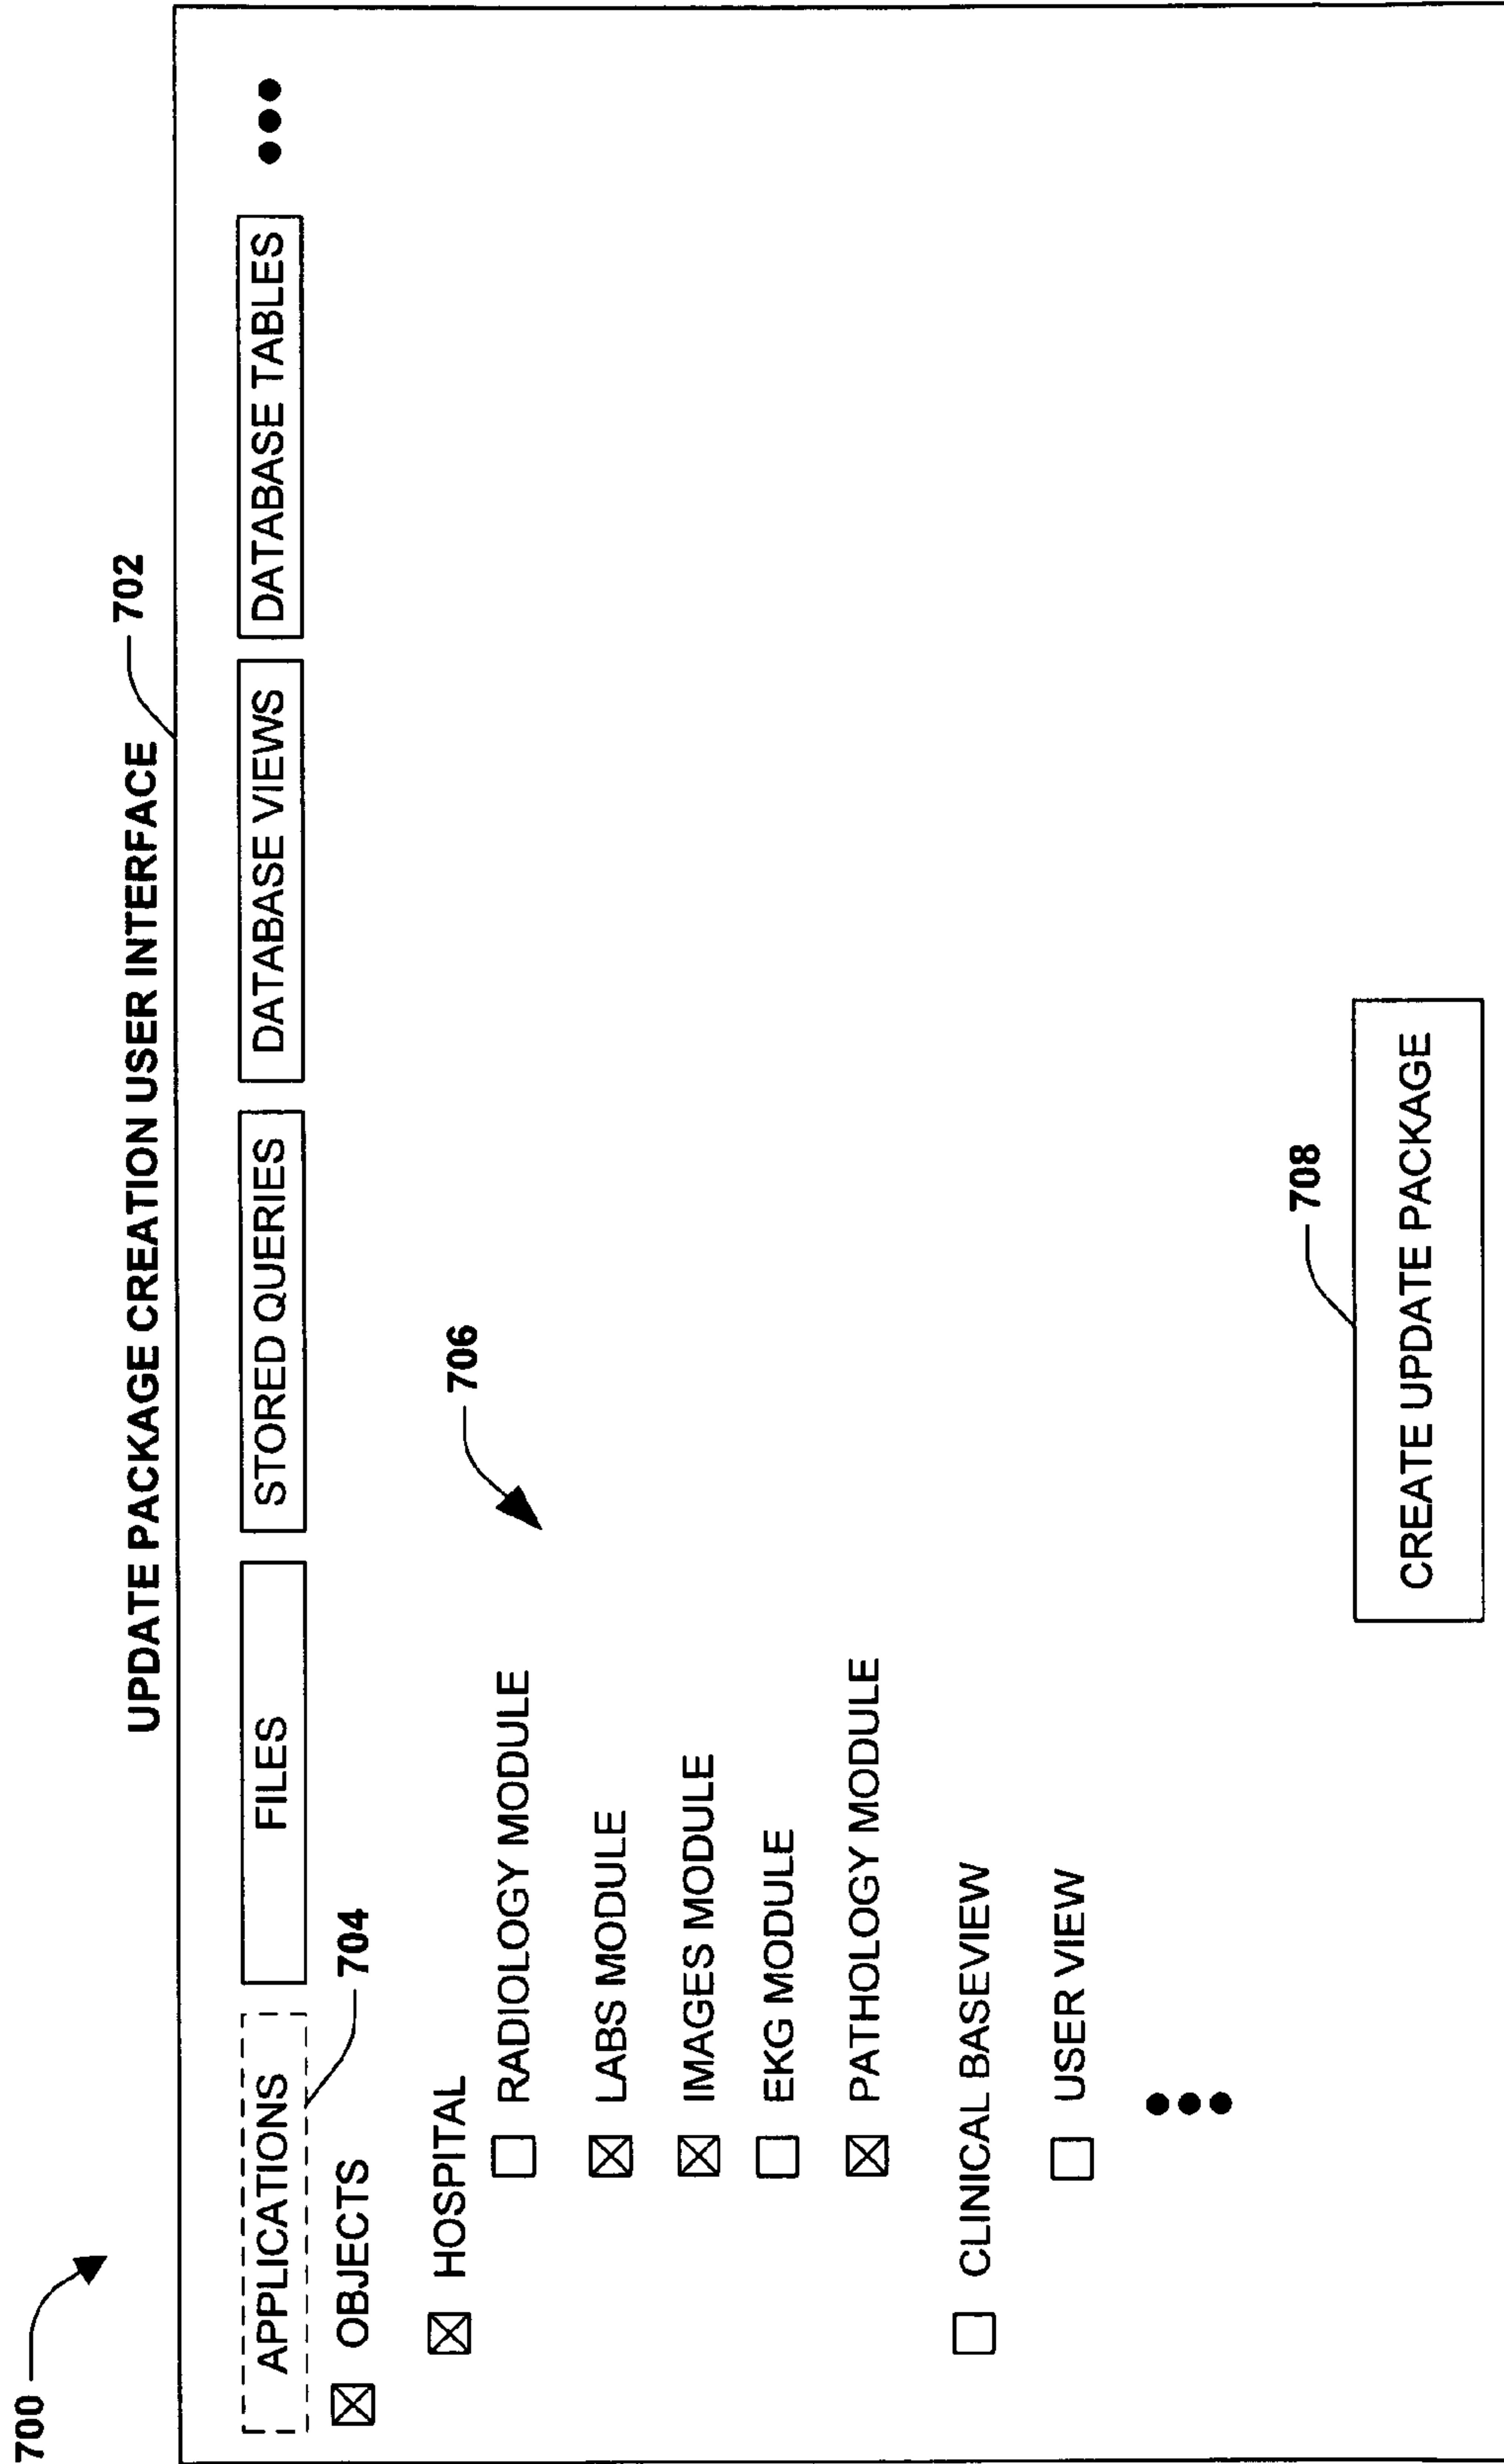 700
UPDATE PACKAGE CREATION USER INTERFACE
702
APPLICATIONS
FILES
STORED QUERIES
DATABASE VIEWS
DATABASE TABLES
704
OBJECTS
HOSPITAL
706
RADIOLOGY MODULE
LABS MODULE
IMAGES MODULE
EKG MODULE
PATHOLOGY MODULE
CLINICAL BASEVIEW
USER VIEW
708
CREATE UPDATE PACKAGE